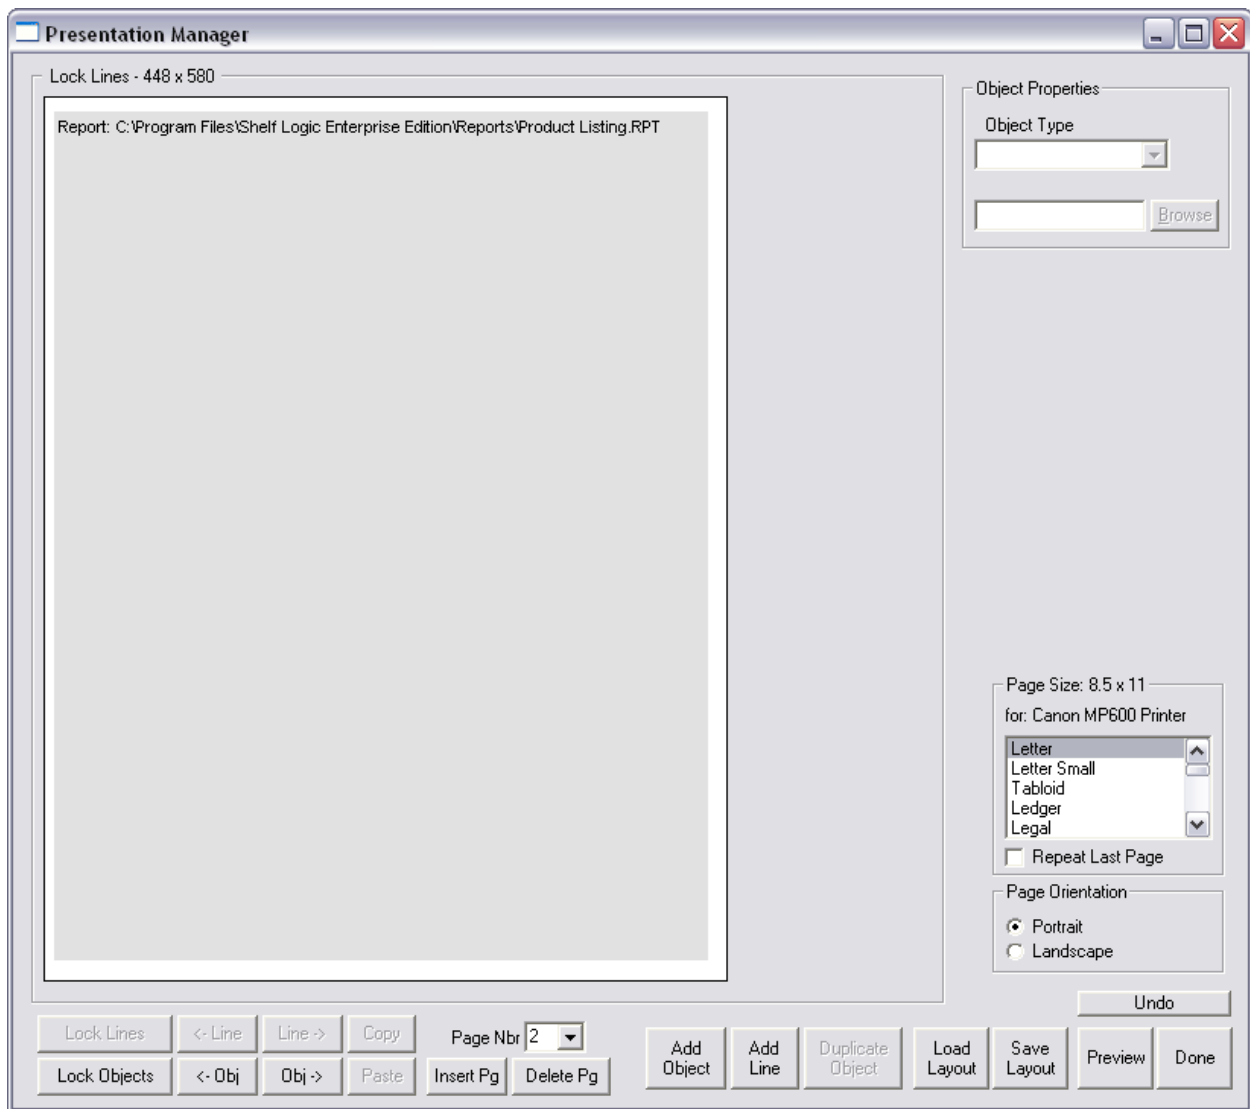 Presentation Manager
Lock Lines - 448 x 580
Report: C:\Program Files\Shelf Logic Enterprise Edition\Reports\Product Listing.RPT
Object Properties
Object Type
Browse
Page Size: 8.5 x 11
for: Canon MP600 Printer
Letter
Letter Small
Tabloid
Ledger
Legal
Repeat Last Page
Page Orientation
Portrait
Landscape
Undo
Lock Lines
<- Line
Line ->
Copy
Page Nbr 2
Lock Objects
<- Obj
Obj ->
Paste
Insert Pg
Delete Pg
Add
Object
Add
Line
Duplicate
Object
Load
Layout
Save
Layout
Preview
Done